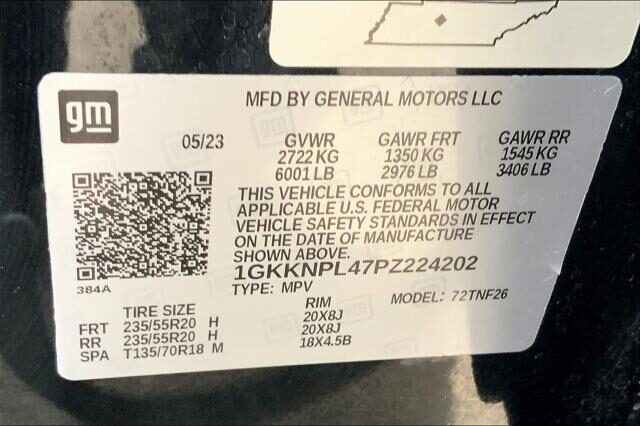 gm
MFD BY GENERAL MOTORS LLC
05/23 GVWR GAWR FRT GAWR RR
2722 KG 1350 KG 1545 KG
6001 LB 2976 LB 3406 LB
THIS VEHICLE CONFORMS TO ALL
APPLICABLE U.S. FEDERAL MOTOR
VEHICLE SAFETY STANDARDS IN EFFECT
ON THE DATE OF MANUFACTURE
SHOWN ABOVE.
384A
1GKKNPL47PZ224202
TYPE: MPV MODEL: 72TNF26
TIRE SIZE RIM
FRT 235/55R20 H 20X8J
RR 235/55R20 H 20X8J
SPA T135/70R18 M 18X4.5B